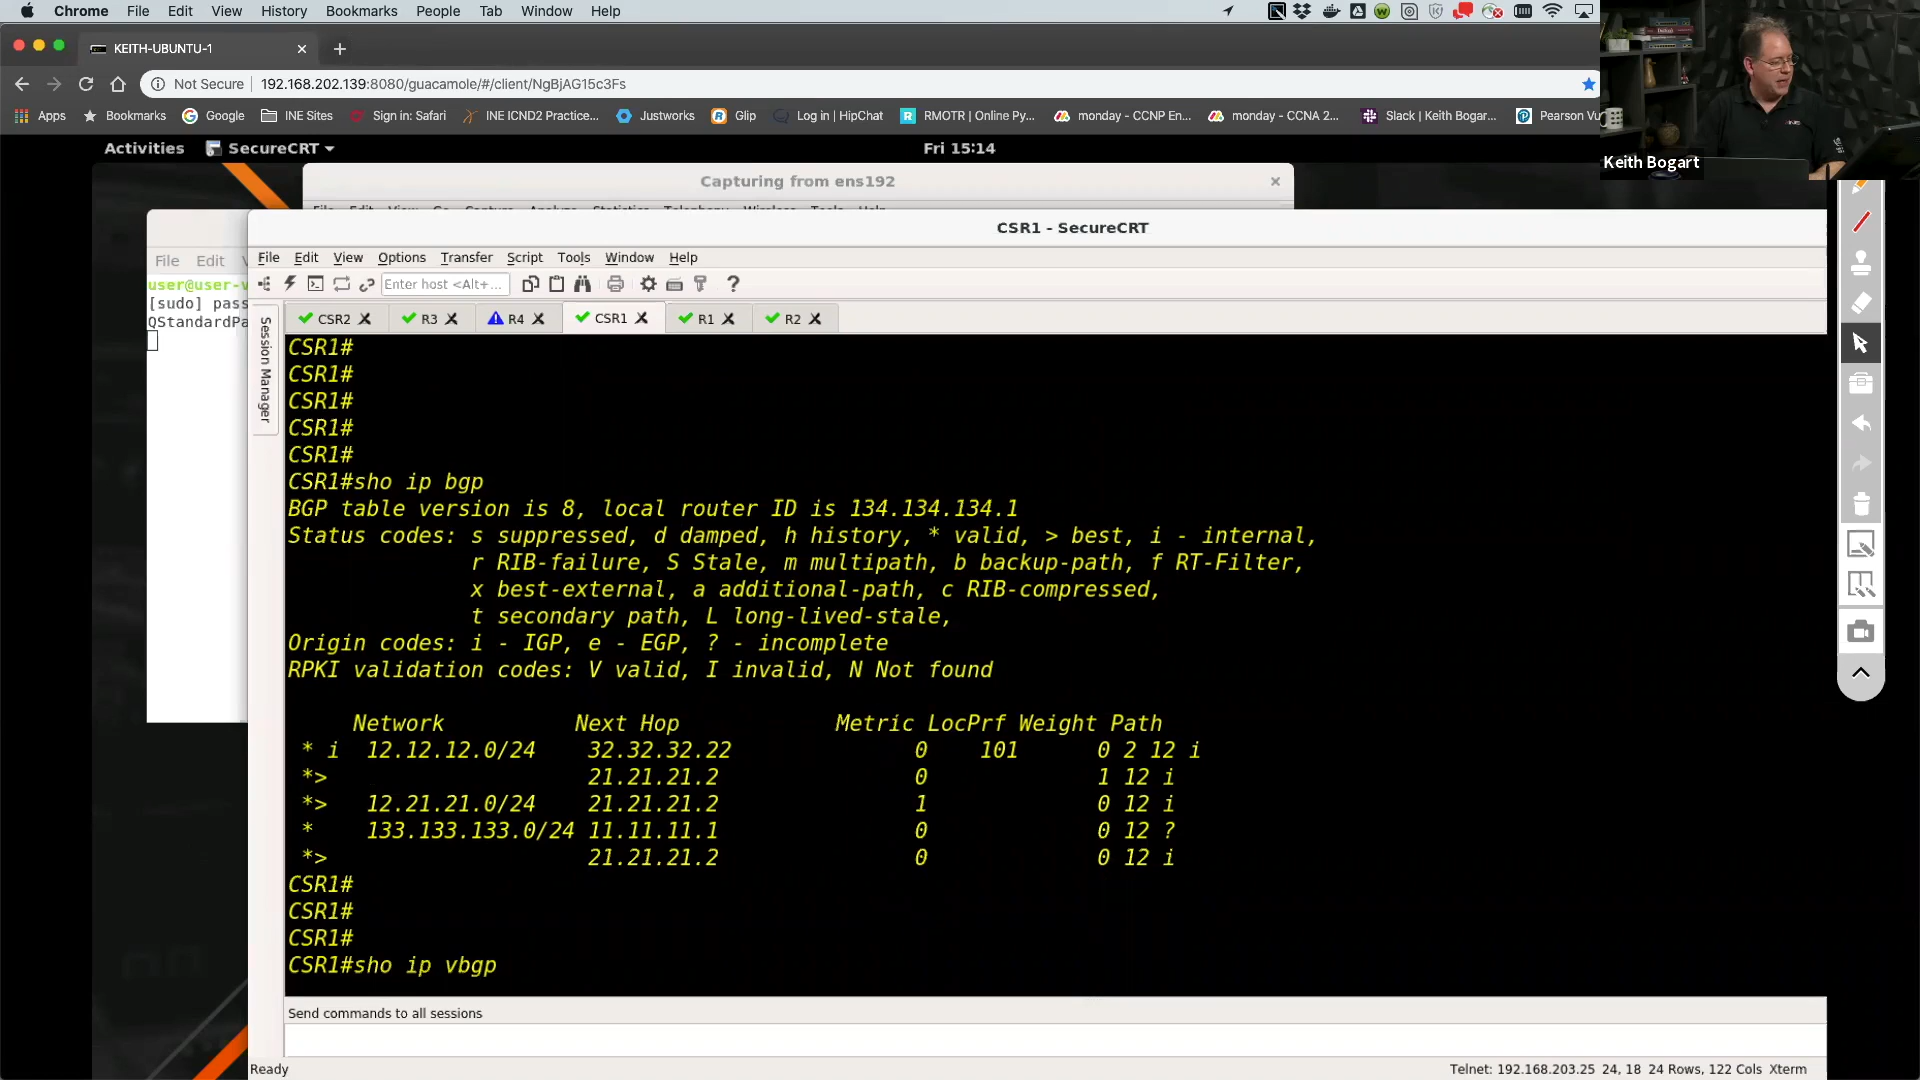 Chrome File Edit View History Bookmarks People Tab Window Help
KEITH-UBUNTU-1
Not Secure 192.168.202.139:8080/guacamole/#/client/NgBjAG15c3Fs
Apps Bookmarks Google INE Sites Sign in: Safari INE ICND2 Practice... Justworks Glip Log in | HipChat RMOTR | Online Py... monday - CCNP En... monday - CCNA 2... Slack | Keith Bogar... Pearson Vu
Keith Bogart
Activities SecureCRT Fri 15:14
Capturing from ens192
File Edit View Go Capture Analyze Statistics Telephony Wireless Tools Help
CSR1 - SecureCRT
File Edit V
user@user-v
[sudo] pass
QStandardPa
File Edit View Options Transfer Script Tools Window Help
Enter host <Alt+...
CSR2 R3 R4 CSR1 R1 R2
Session Manager
CSR1#
CSR1#
CSR1#
CSR1#
CSR1#
CSR1#sho ip bgp
BGP table version is 8, local router ID is 134.134.134.1
Status codes: s suppressed, d damped, h history, * valid, > best, i - internal,
r RIB-failure, S Stale, m multipath, b backup-path, f RT-Filter,
x best-external, a additional-path, c RIB-compressed,
t secondary path, L long-lived-stale,
Origin codes: i - IGP, e - EGP, ? - incomplete
RPKI validation codes: V valid, I invalid, N Not found
Network Next Hop Metric LocPrf Weight Path
* i 12.12.12.0/24 32.32.32.22 0 101 0 2 12 i
*> 21.21.21.2 0 1 12 i
*> 12.21.21.0/24 21.21.21.2 1 0 12 i
* 133.133.133.0/24 11.11.11.1 0 0 12 ?
*> 21.21.21.2 0 0 12 i
CSR1#
CSR1#
CSR1#
CSR1#sho ip vbgp
Send commands to all sessions
Ready Telnet: 192.168.203.25 24, 18 24 Rows, 122 Cols Xterm